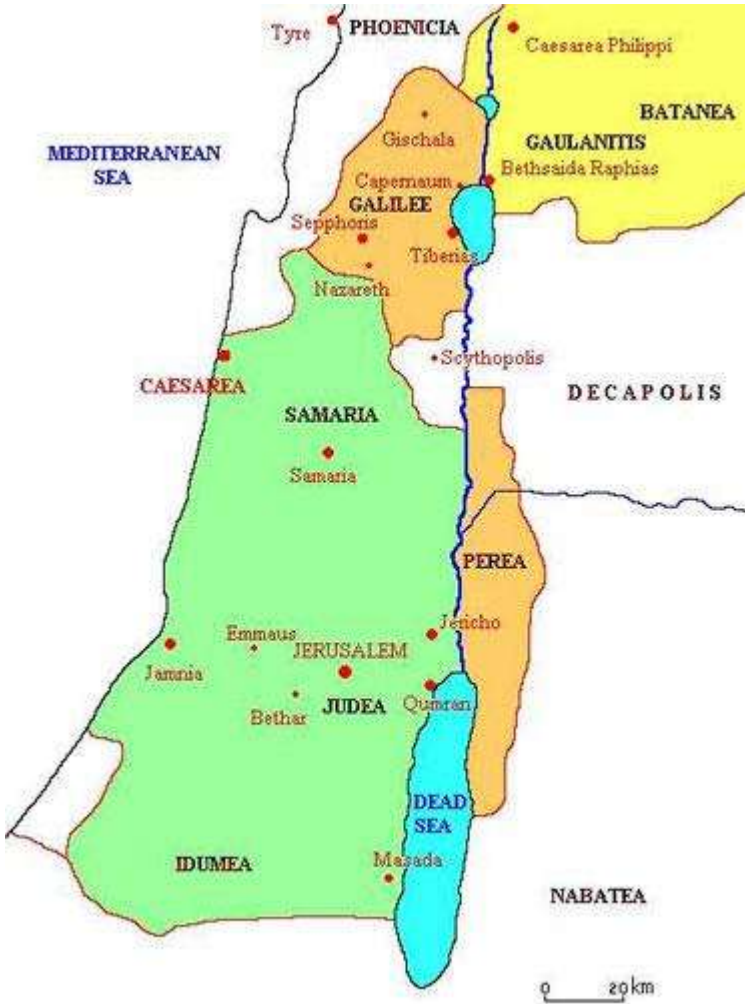 Tyre
PHOENICIA
Caesarea Philippi
BATANEA
Gischala
GAULANITIS
MEDITERRANEAN
SEA
Bethsaida Raphias
Capernaum
GALILEE
Sepphoris
Tiberias
Nazareth
Scythopolis
CAESAREA
DECAPOLIS
SAMARIA
Samaria
PEREA
Jericho
Emmaus
JERUSALEM
Jamnia
Qumran
Bethar
JUDEA
DEAD
SEA
Masada
IDUMEA
NABATEA
0 20km